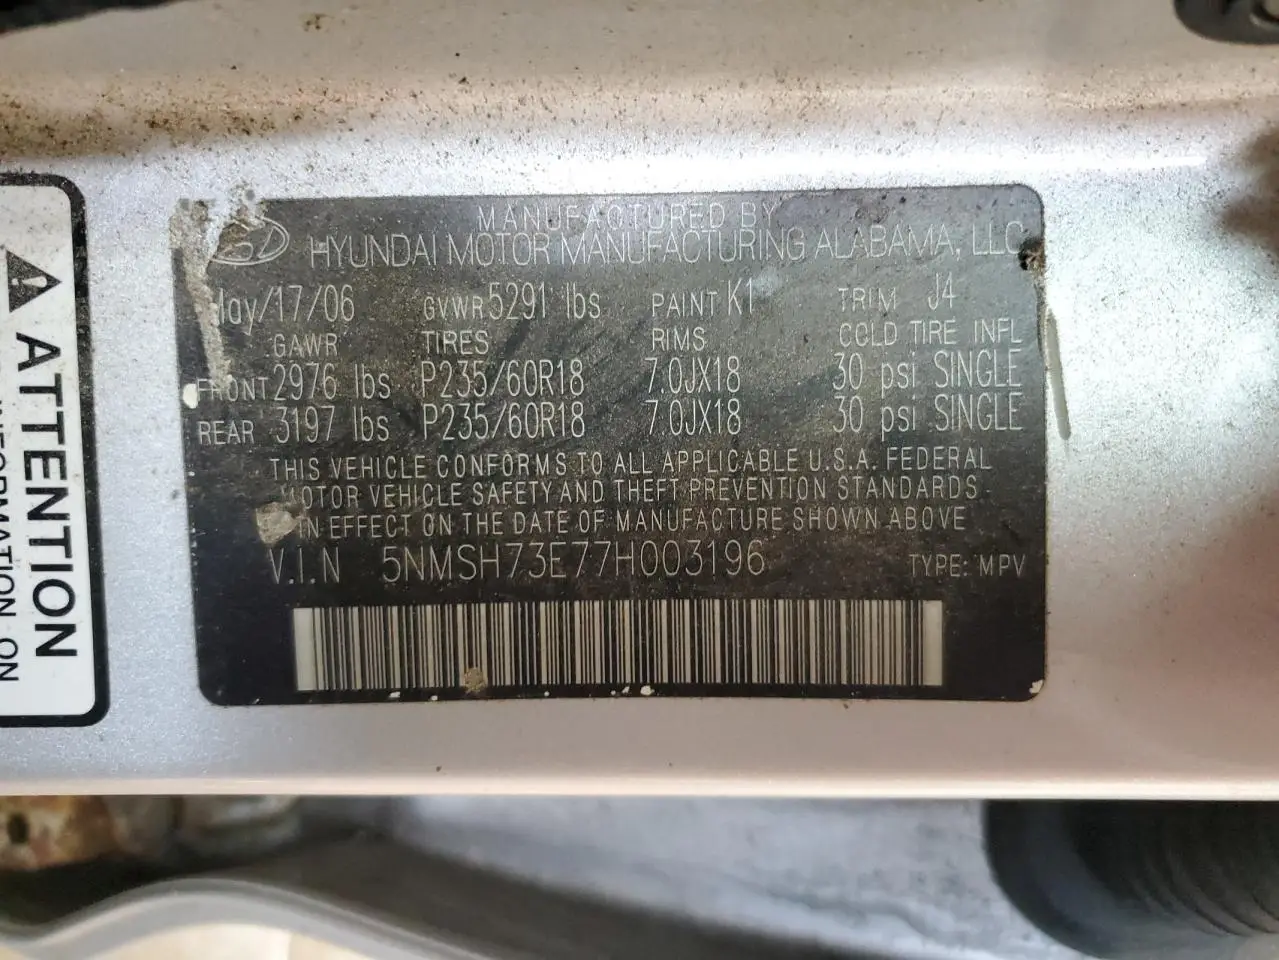 MANUFACTURED BY
HYUNDAI MOTOR MANUFACTURING ALABAMA, LLC
May/17/06 GVWR 5291 lbs PAINT K1 TRIM J4
GAWR TIRES RIMS COLD TIRE INFL
FRONT 2976 lbs P235/60R18 7.0JX18 30 psi SINGLE
REAR 3197 lbs P235/60R18 7.0JX18 30 psi SINGLE
THIS VEHICLE CONFORMS TO ALL APPLICABLE U.S.A. FEDERAL
MOTOR VEHICLE SAFETY AND THEFT PREVENTION STANDARDS
IN EFFECT ON THE DATE OF MANUFACTURE SHOWN ABOVE
V.I.N 5NMSH73E77H003196 TYPE: MPV
ATTENTION
INFORMATION ON